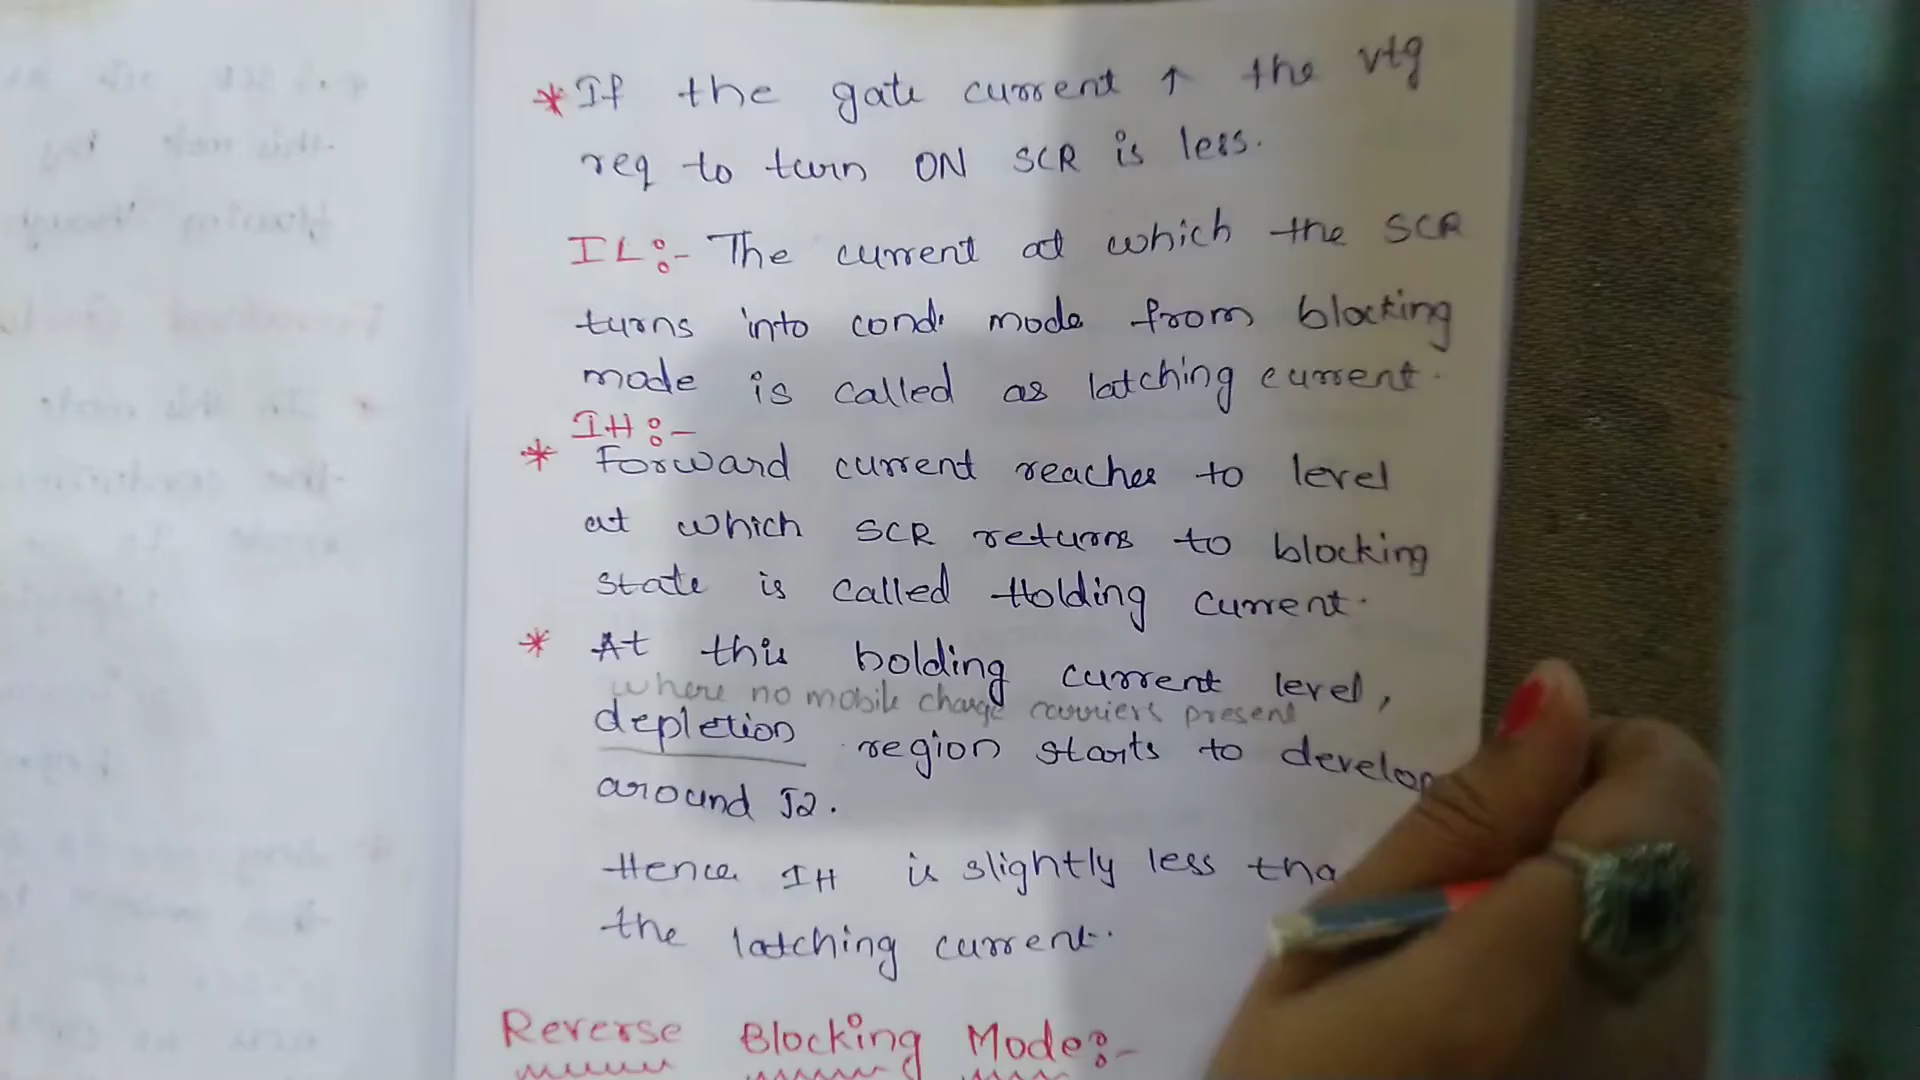 * If the gate current ↑ the vtg
req to turn ON SCR is less.
IL:- The current at which the SCR
turns into cond. mode from blocking
mode is called as latching current.
IH:-
* Forward current reaches to level
at which SCR returns to blocking
state is called Holding current.
* At this holding current level,
where no mobile charge carriers present
depletion region starts to develop
around J2.
Hence IH is slightly less tha
the latching current.
Reverse Blocking Mode:-